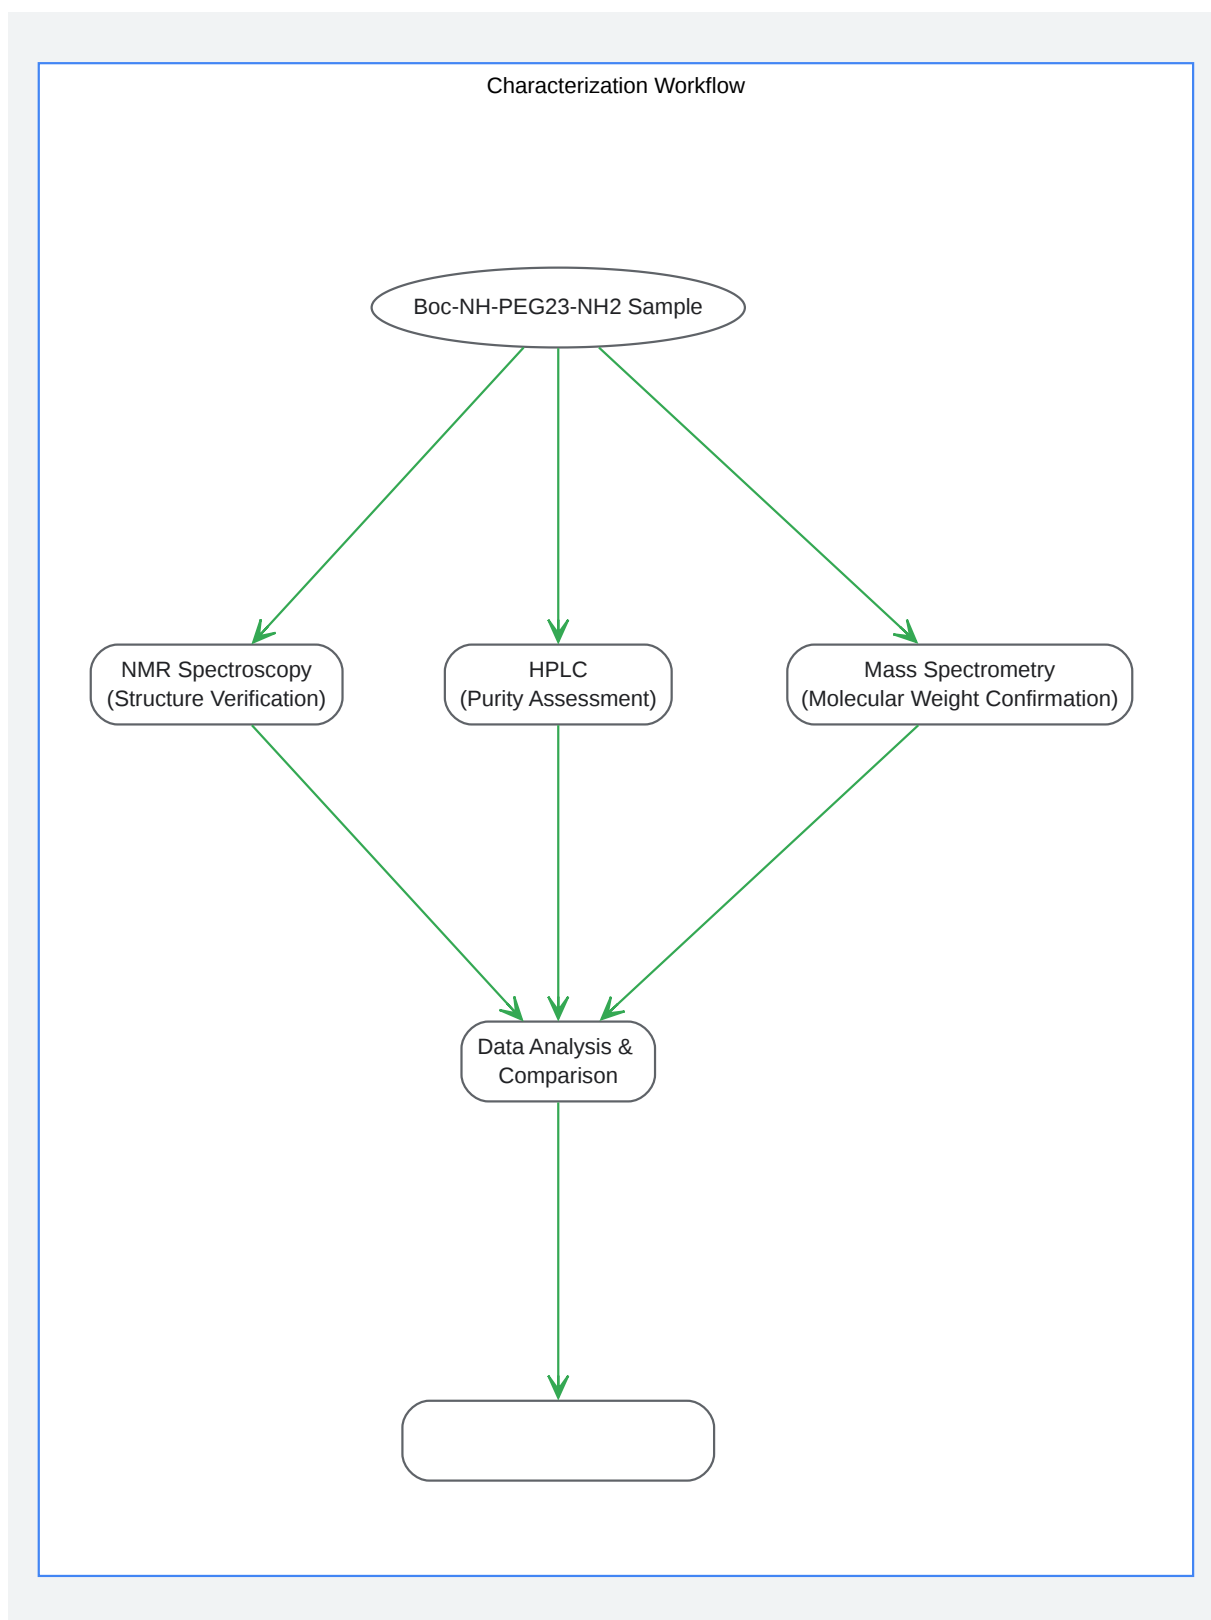 Characterization Workflow
Boc-NH-PEG23-NH2 Sample
NMR Spectroscopy
(Structure Verification)
HPLC
(Purity Assessment)
Mass Spectrometry
(Molecular Weight Confirmation)
Data Analysis &
Comparison